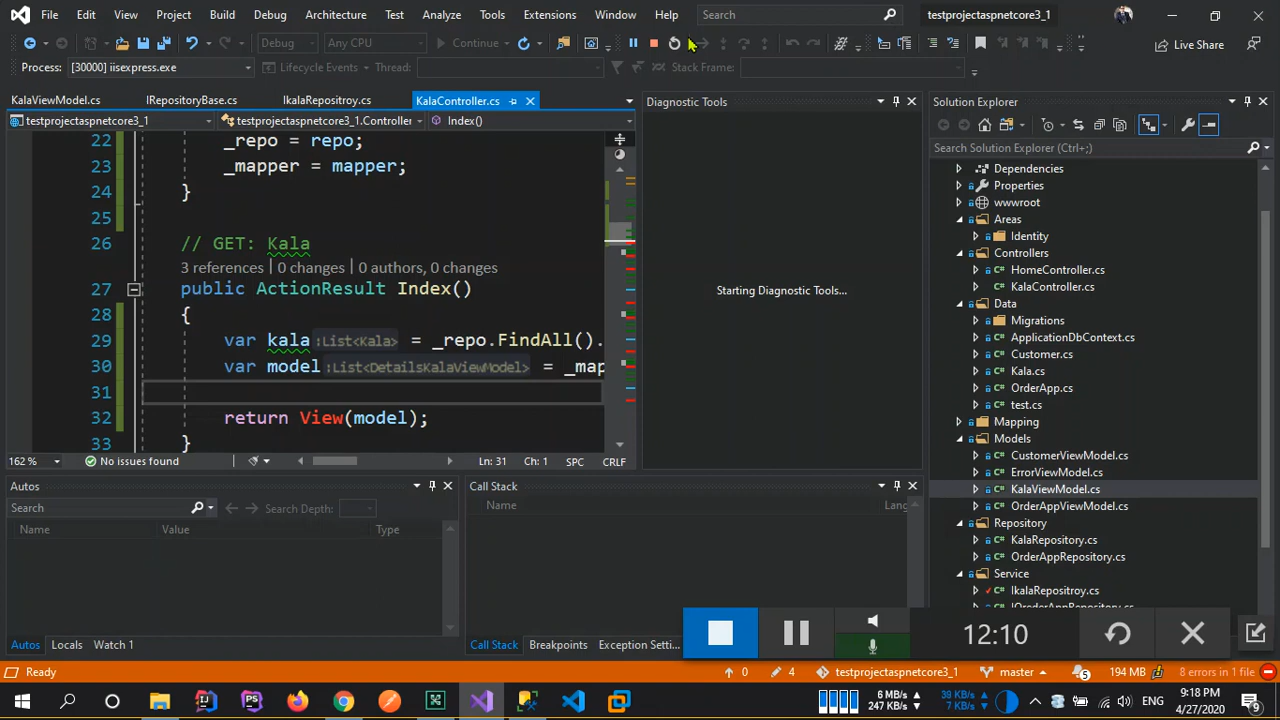 File Edit View Project Build Debug Architecture Test Analyze Tools Extensions Window Help Search testprojectaspnetcore3_1
Debug Any CPU Continue Live Share
Process: [30000] iisexpress.exe Lifecycle Events Thread: Stack Frame:
KalaViewModel.cs IRepositoryBase.cs IkalaRepositroy.cs KalaController.cs
testprojectaspnetcore3_1 testprojectaspnetcore3_1.Controller Index()
22 _repo = repo;
23 _mapper = mapper;
24 }
25
26 // GET: Kala
3 references | 0 changes | 0 authors, 0 changes
27 public ActionResult Index()
28 {
29 var kala :List<Kala> = _repo.FindAll().
30 var model :List<DetailsKalaViewModel> = _map
31
32 return View(model);
33 }
162 % No issues found Ln: 31 Ch: 1 SPC CRLF
Diagnostic Tools
Starting Diagnostic Tools...
Solution Explorer
Search Solution Explorer (Ctrl+;)
Dependencies
Properties
wwwroot
Areas
Identity
Controllers
HomeController.cs
KalaController.cs
Data
Migrations
ApplicationDbContext.cs
Customer.cs
Kala.cs
OrderApp.cs
test.cs
Mapping
Models
CustomerViewModel.cs
ErrorViewModel.cs
KalaViewModel.cs
OrderAppViewModel.cs
Repository
KalaRepository.cs
OrderAppRepository.cs
Service
IkalaRepositroy.cs
Autos
Search Search Depth:
Name Value Type
Autos Locals Watch 1
Call Stack
Name Lang
Call Stack Breakpoints Exception Setti...
12:10
Ready 0 4 testprojectaspnetcore3_1 master 5 194 MB 8 errors in 1 file
6 MB/s 247 KB/s 39 KB/s 7 KB/s ENG 9:18 PM 4/27/2020 9